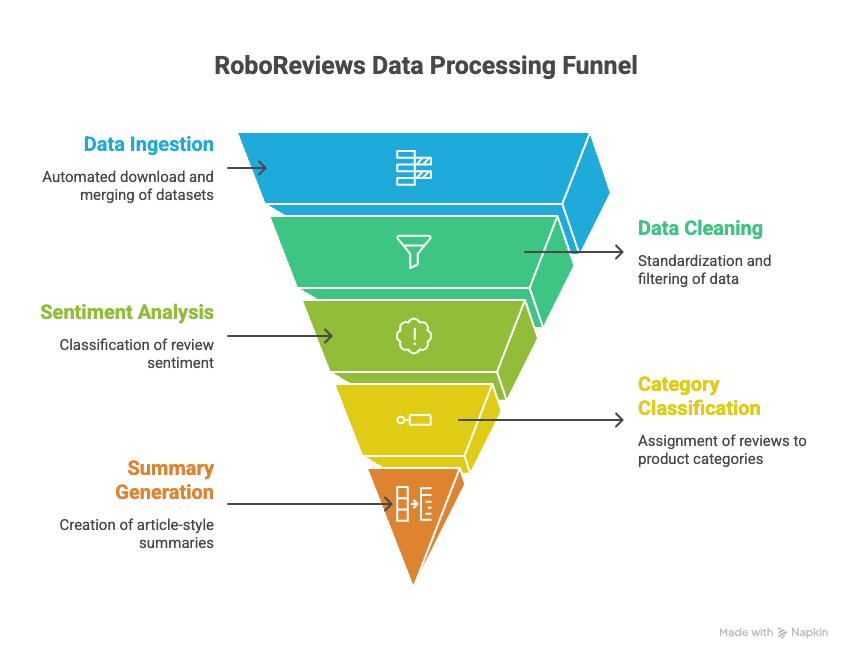 RoboReviews Data Processing Funnel
Data Ingestion
Automated download and
merging of datasets
Data Cleaning
Standardization and
filtering of data
Sentiment Analysis
Classification of review
sentiment
Category
Classification
Assignment of reviews to
product categories
Summary
Generation
Creation of article-style
summaries
Made with Napkin